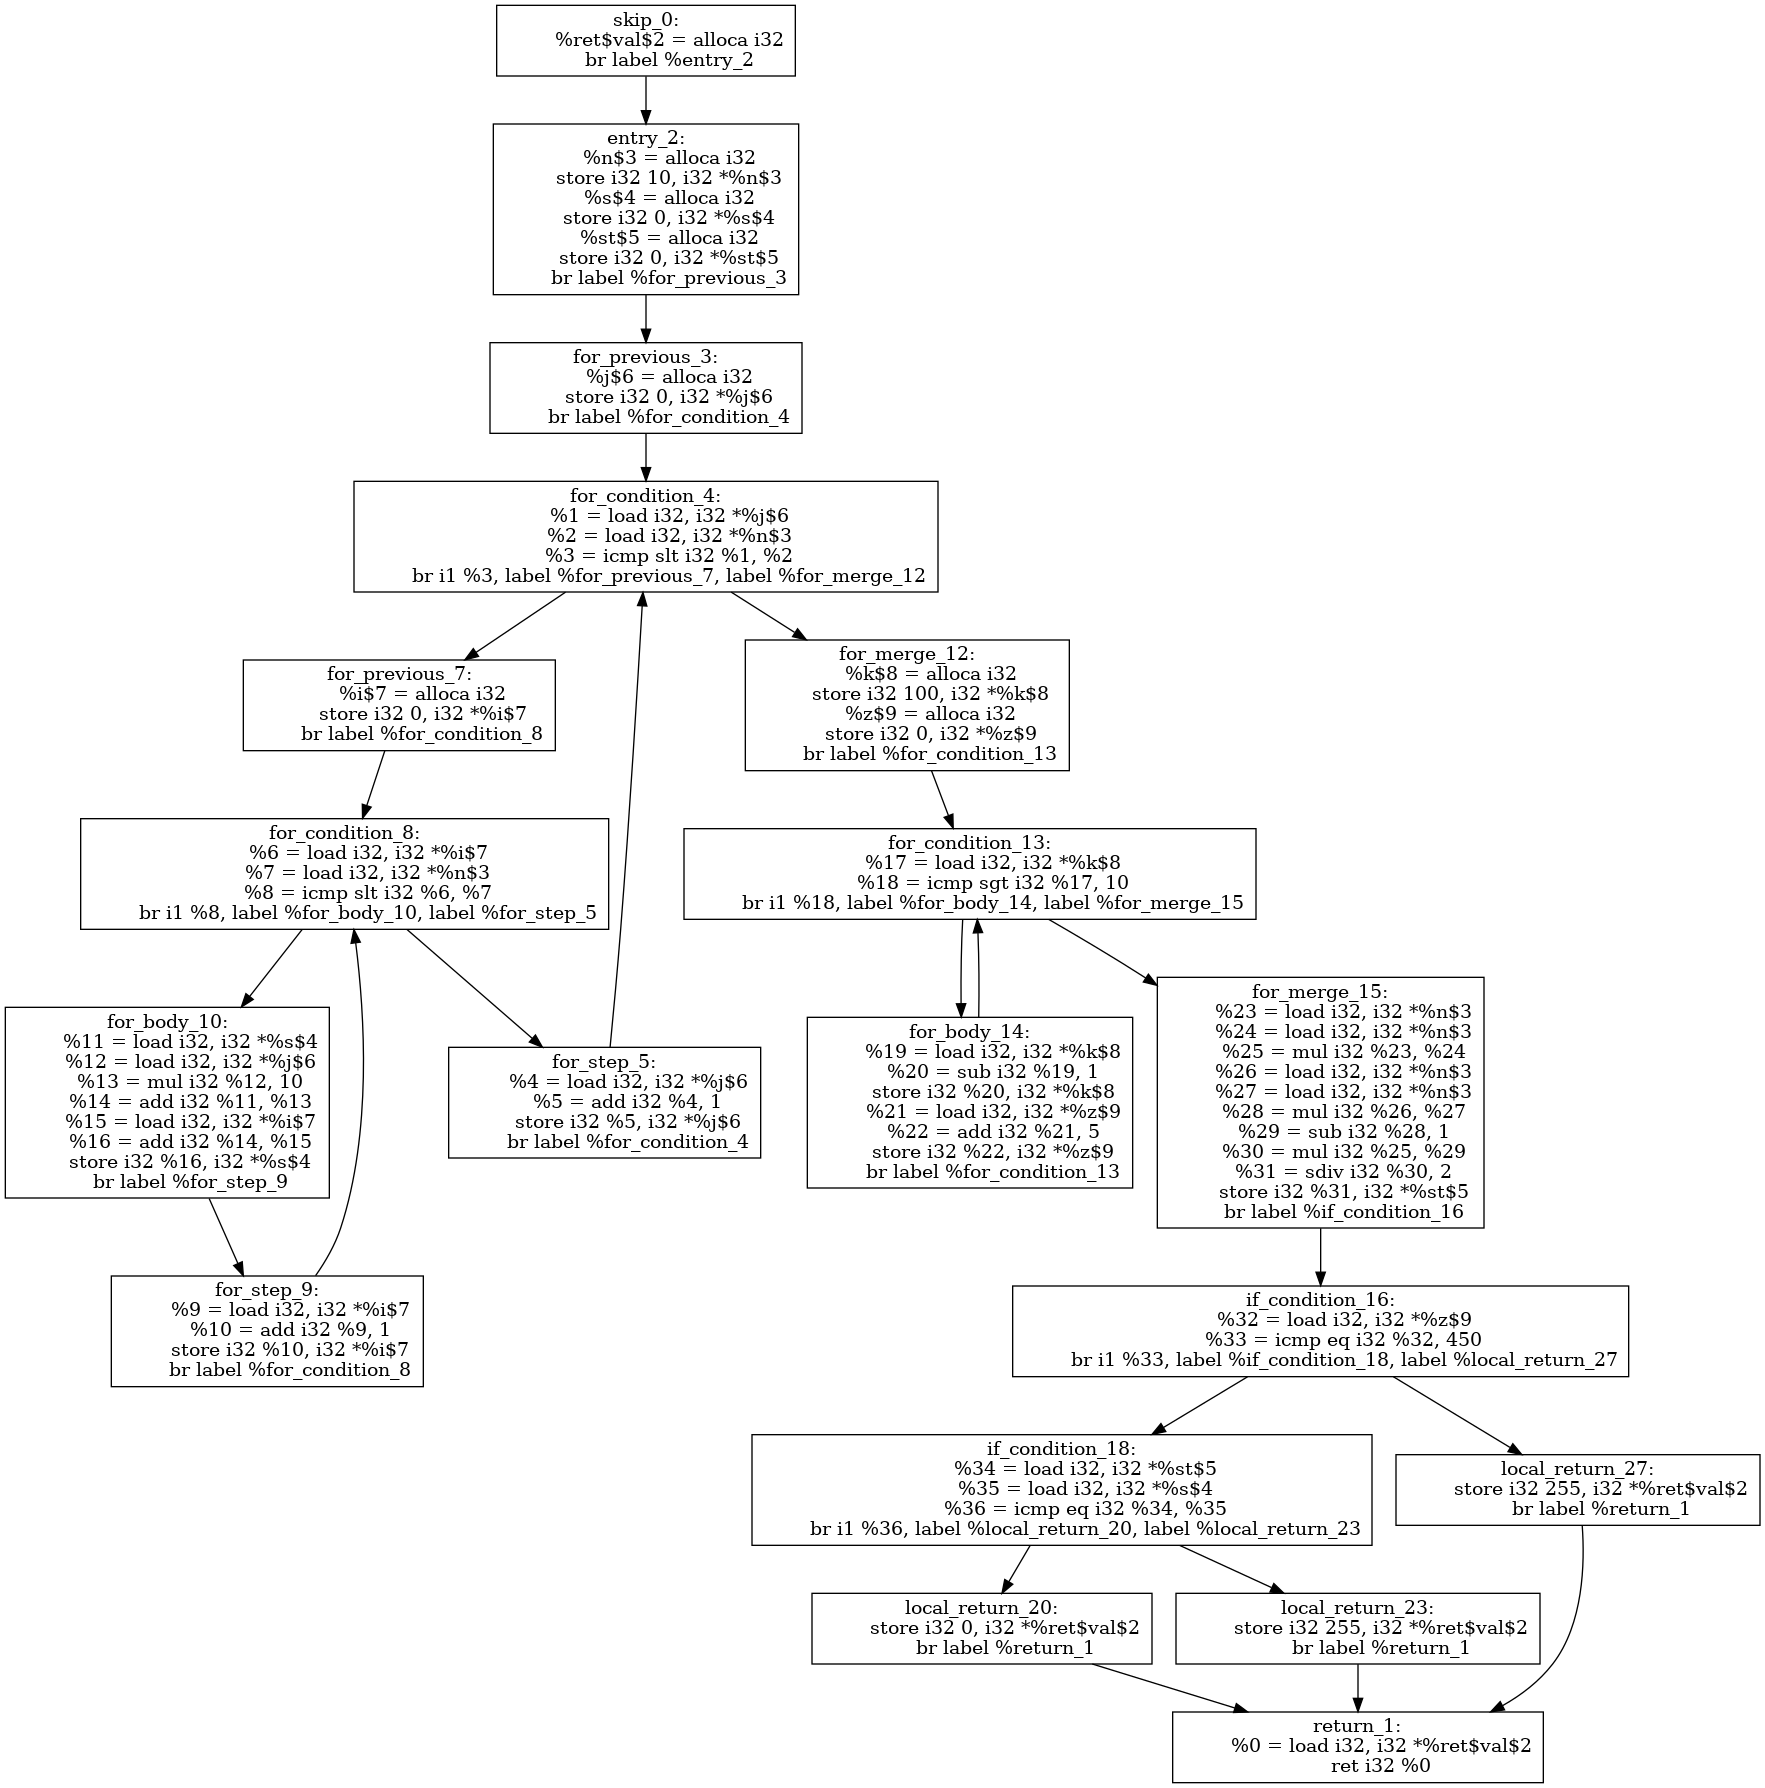 skip_0:
%ret$val$2 = alloca i32
br label %entry_2
entry_2:
%n$3 = alloca i32
store i32 10, i32 *%n$3
%s$4 = alloca i32
store i32 0, i32 *%s$4
%st$5 = alloca i32
store i32 0, i32 *%st$5
br label %for_previous_3
for_previous_3:
%j$6 = alloca i32
store i32 0, i32 *%j$6
br label %for_condition_4
for_condition_4:
%1 = load i32, i32 *%j$6
%2 = load i32, i32 *%n$3
%3 = icmp slt i32 %1, %2
br i1 %3, label %for_previous_7, label %for_merge_12
for_previous_7:
%i$7 = alloca i32
store i32 0, i32 *%i$7
br label %for_condition_8
for_merge_12:
%k$8 = alloca i32
store i32 100, i32 *%k$8
%z$9 = alloca i32
store i32 0, i32 *%z$9
br label %for_condition_13
for_condition_8:
%6 = load i32, i32 *%i$7
%7 = load i32, i32 *%n$3
%8 = icmp slt i32 %6, %7
br i1 %8, label %for_body_10, label %for_step_5
for_condition_13:
%17 = load i32, i32 *%k$8
%18 = icmp sgt i32 %17, 10
br i1 %18, label %for_body_14, label %for_merge_15
for_body_10:
%11 = load i32, i32 *%s$4
%12 = load i32, i32 *%j$6
%13 = mul i32 %12, 10
%14 = add i32 %11, %13
%15 = load i32, i32 *%i$7
%16 = add i32 %14, %15
store i32 %16, i32 *%s$4
br label %for_step_9
for_step_5:
%4 = load i32, i32 *%j$6
%5 = add i32 %4, 1
store i32 %5, i32 *%j$6
br label %for_condition_4
for_body_14:
%19 = load i32, i32 *%k$8
%20 = sub i32 %19, 1
store i32 %20, i32 *%k$8
%21 = load i32, i32 *%z$9
%22 = add i32 %21, 5
store i32 %22, i32 *%z$9
br label %for_condition_13
for_merge_15:
%23 = load i32, i32 *%n$3
%24 = load i32, i32 *%n$3
%25 = mul i32 %23, %24
%26 = load i32, i32 *%n$3
%27 = load i32, i32 *%n$3
%28 = mul i32 %26, %27
%29 = sub i32 %28, 1
%30 = mul i32 %25, %29
%31 = sdiv i32 %30, 2
store i32 %31, i32 *%st$5
br label %if_condition_16
for_step_9:
%9 = load i32, i32 *%i$7
%10 = add i32 %9, 1
store i32 %10, i32 *%i$7
br label %for_condition_8
if_condition_16:
%32 = load i32, i32 *%z$9
%33 = icmp eq i32 %32, 450
br i1 %33, label %if_condition_18, label %local_return_27
if_condition_18:
%34 = load i32, i32 *%st$5
%35 = load i32, i32 *%s$4
%36 = icmp eq i32 %34, %35
br i1 %36, label %local_return_20, label %local_return_23
local_return_27:
store i32 255, i32 *%ret$val$2
br label %return_1
local_return_20:
store i32 0, i32 *%ret$val$2
br label %return_1
local_return_23:
store i32 255, i32 *%ret$val$2
br label %return_1
return_1:
%0 = load i32, i32 *%ret$val$2
ret i32 %0